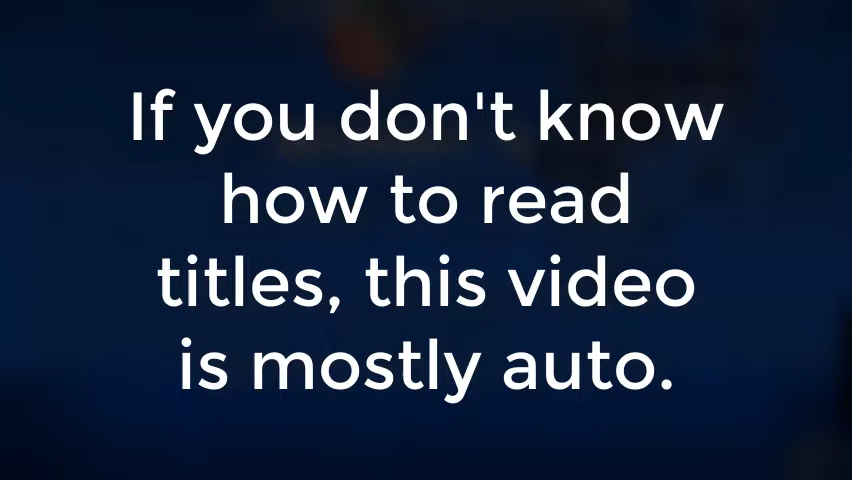 If you don't know
how to read
titles, this video
is mostly auto.